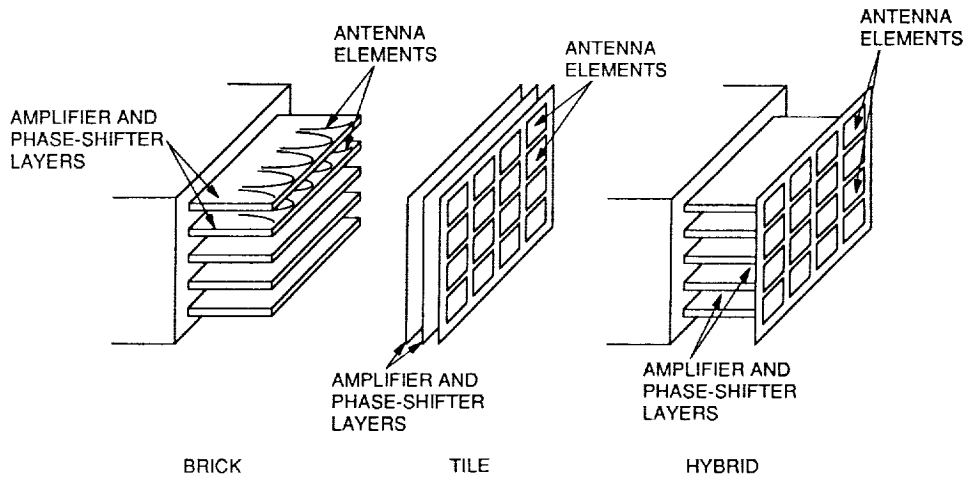 ANTENNA
ELEMENTS
AMPLIFIER AND
PHASE-SHIFTER
LAYERS
BRICK
ANTENNA
ELEMENTS
AMPLIFIER AND
PHASE-SHIFTER
LAYERS
TILE
ANTENNA
ELEMENTS
AMPLIFIER AND
PHASE-SHIFTER
LAYERS
HYBRID